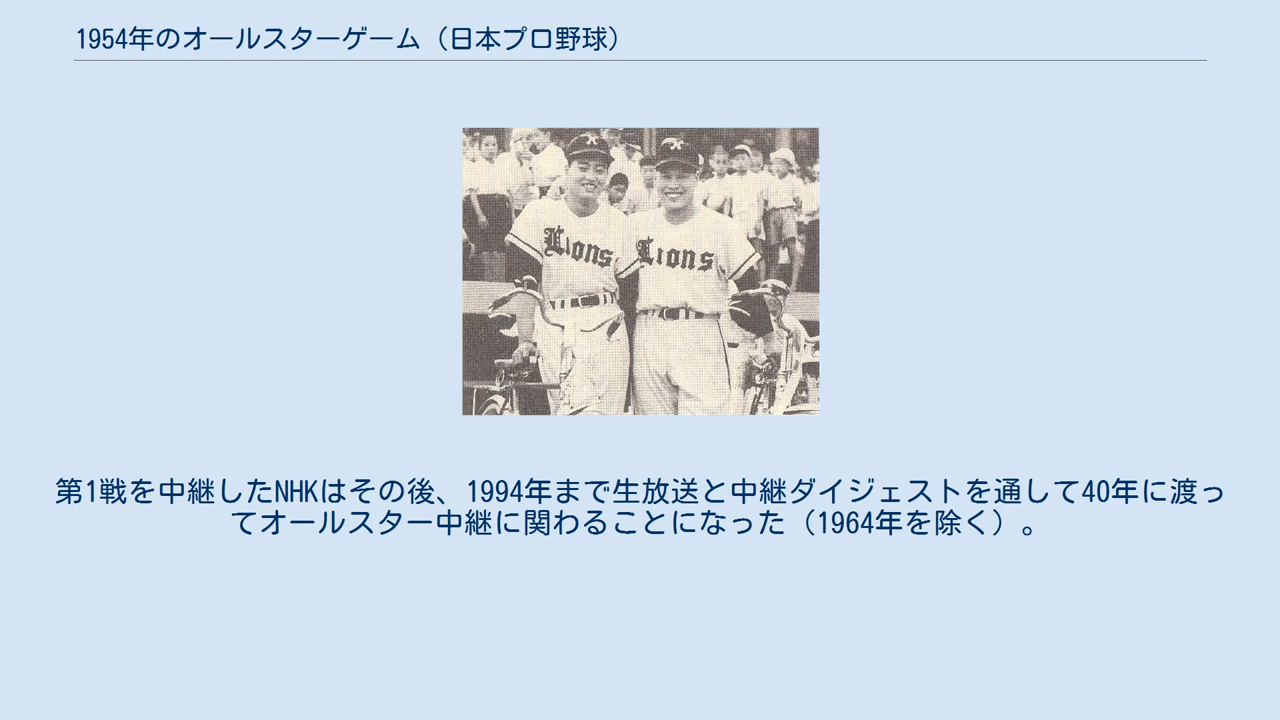 1954年のオールスターゲーム（日本プロ野球）
Lions
Lions
第1戦を中継したNHKはその後、1994年まで生放送と中継ダイジェストを通して40年に渡っ
てオールスター中継に関わることになった（1964年を除く）。